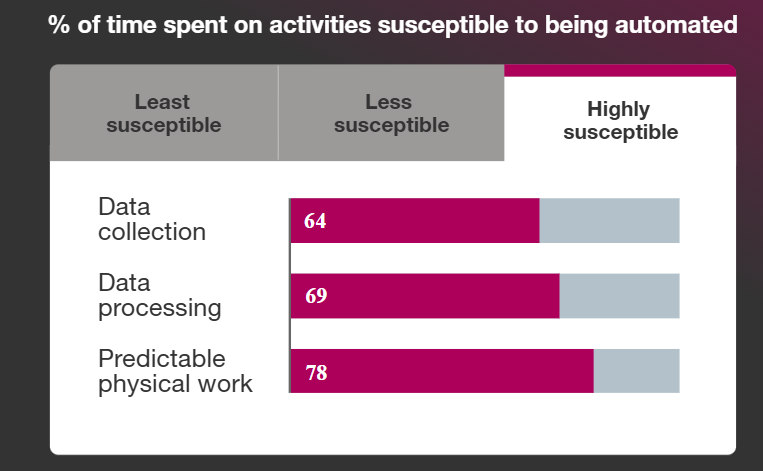 % of time spent on activities susceptible to being automated
Least
susceptible
Less
susceptible
Highly
susceptible
Data
collection
64
Data
processing
69
Predictable
physical work
78